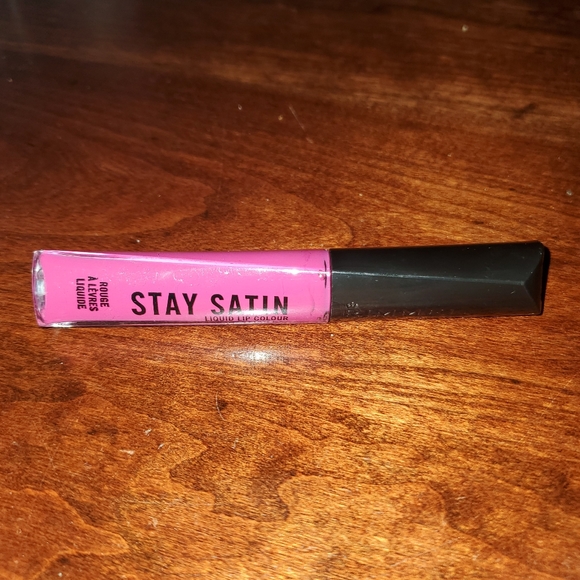 ROUGE
À LÈVRES
LIQUIDE
STAY SATIN
LIQUID LIP COLOUR